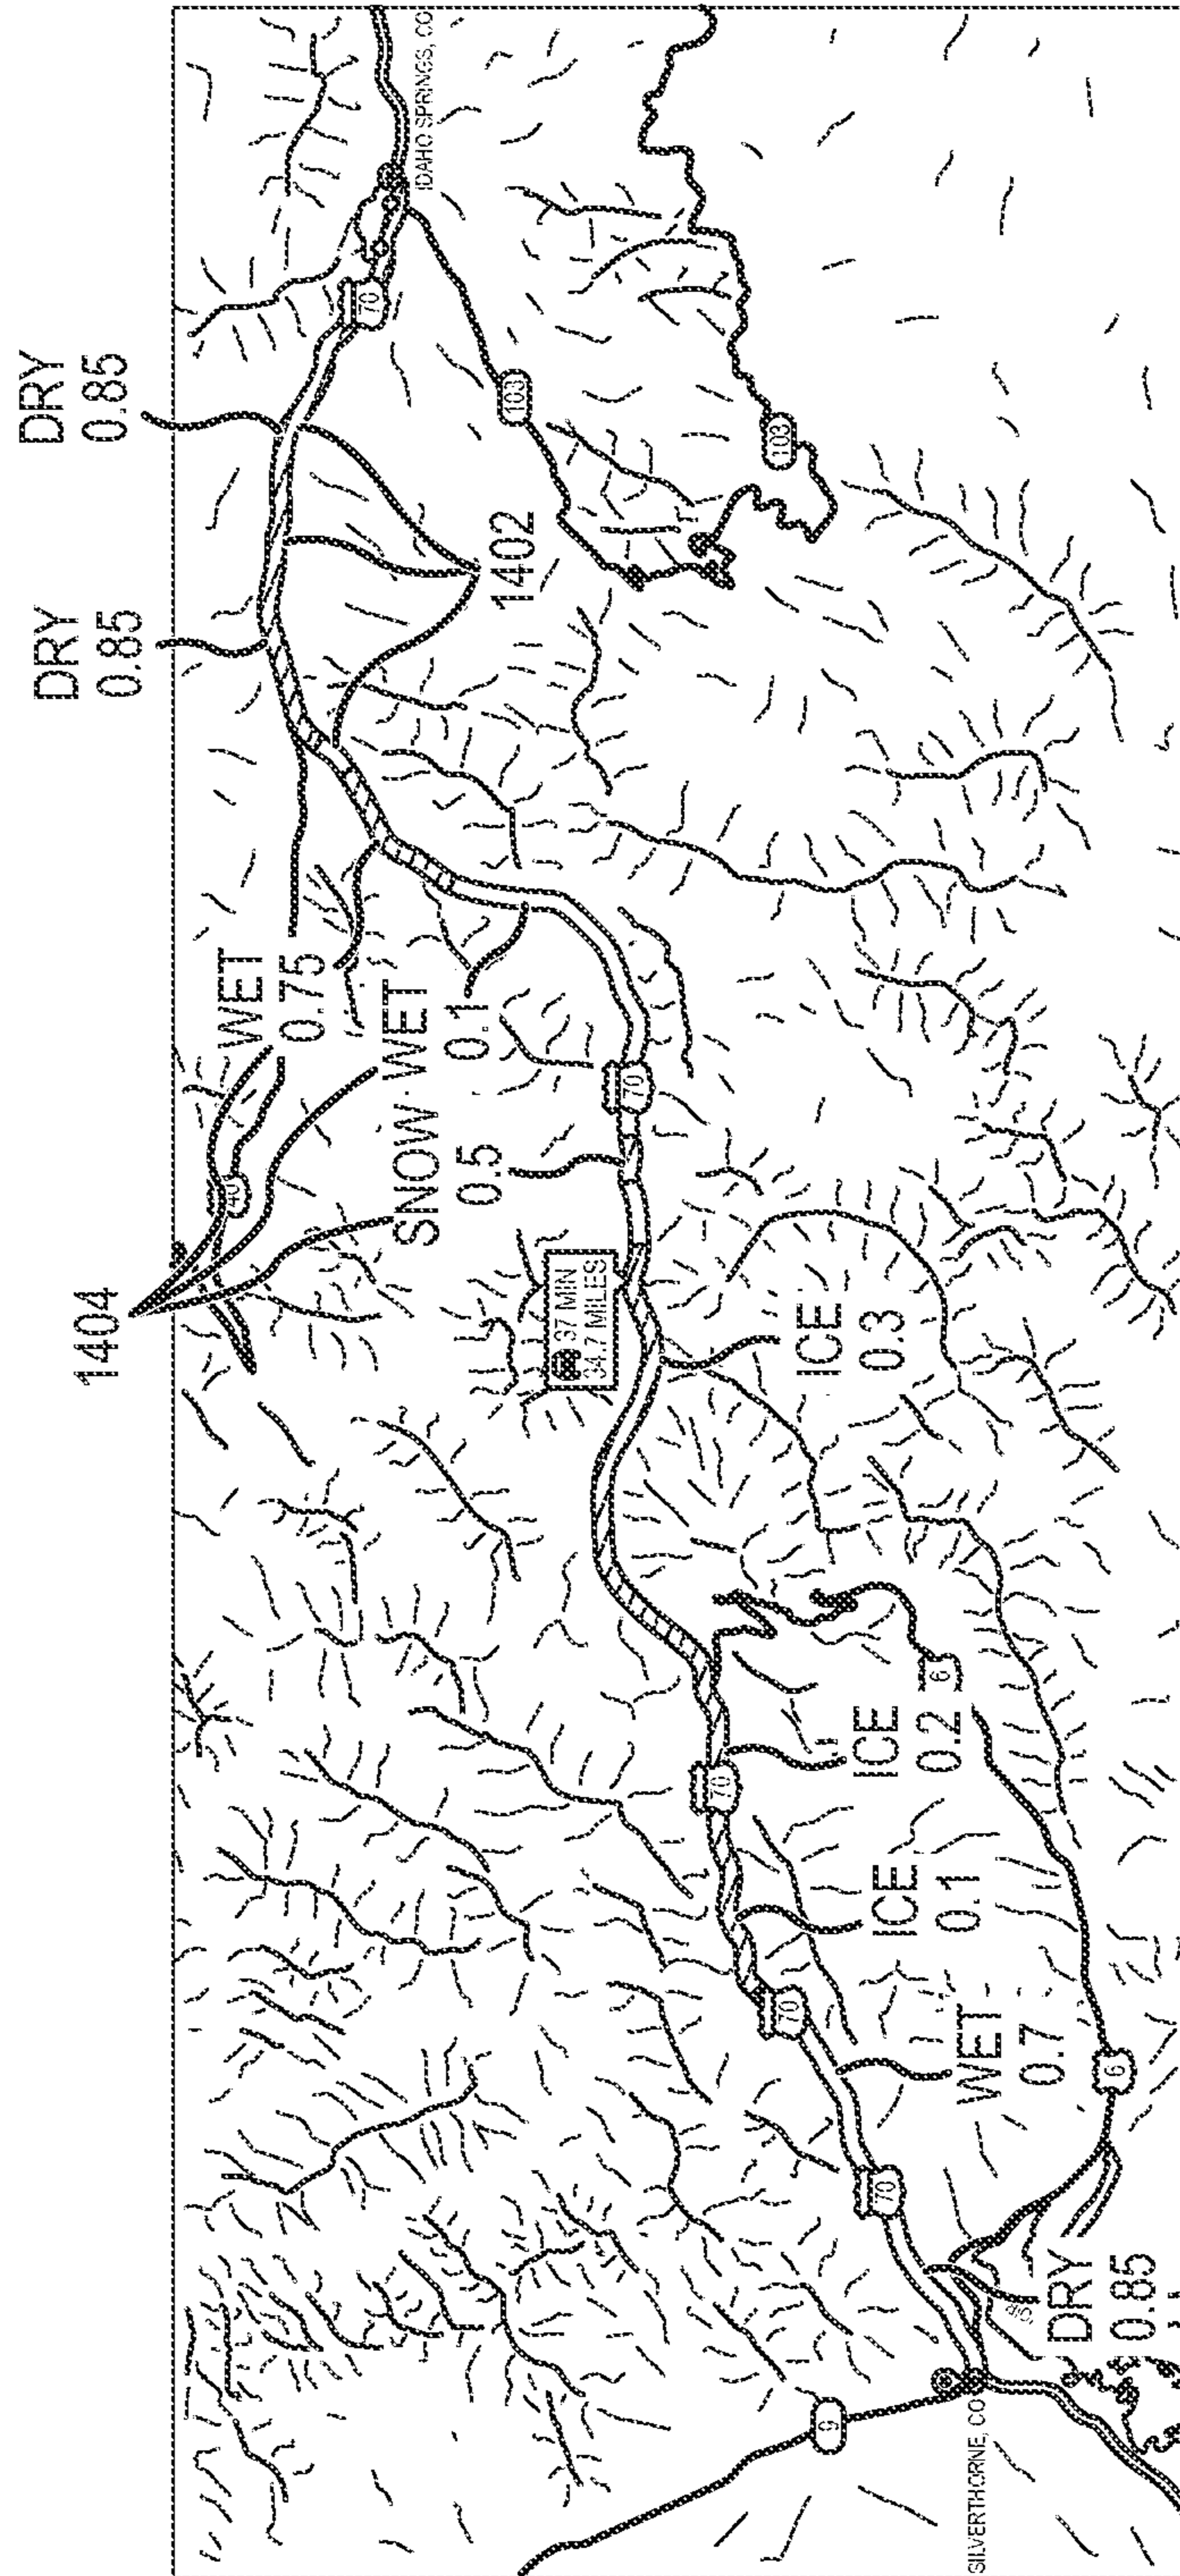 1404
DRY
0.85
DRY
0.85
WET
0.75
40
70
IDAHO SPRINGS, CO
103
103
1402
WET
0.1
SNOW
0.5
70
37 MIN
34.7 MILES
ICE
0.3
ICE
0.2
6
70
ICE
0.1
70
WET
0.7
6
70
DRY
0.85
9
SILVERTHORNE, CO